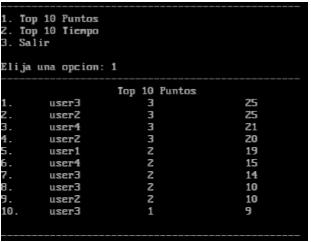 1. Top 10 Puntos
2. Top 10 Tiempo
3. Salir
Elija una opcion: 1
Top 10 Puntos
1. user3 3 25
2. user2 3 25
3. user4 3 21
4. user2 3 20
5. user1 2 19
6. user4 2 15
7. user3 2 14
8. user3 2 10
9. user2 2 10
10. user3 1 9